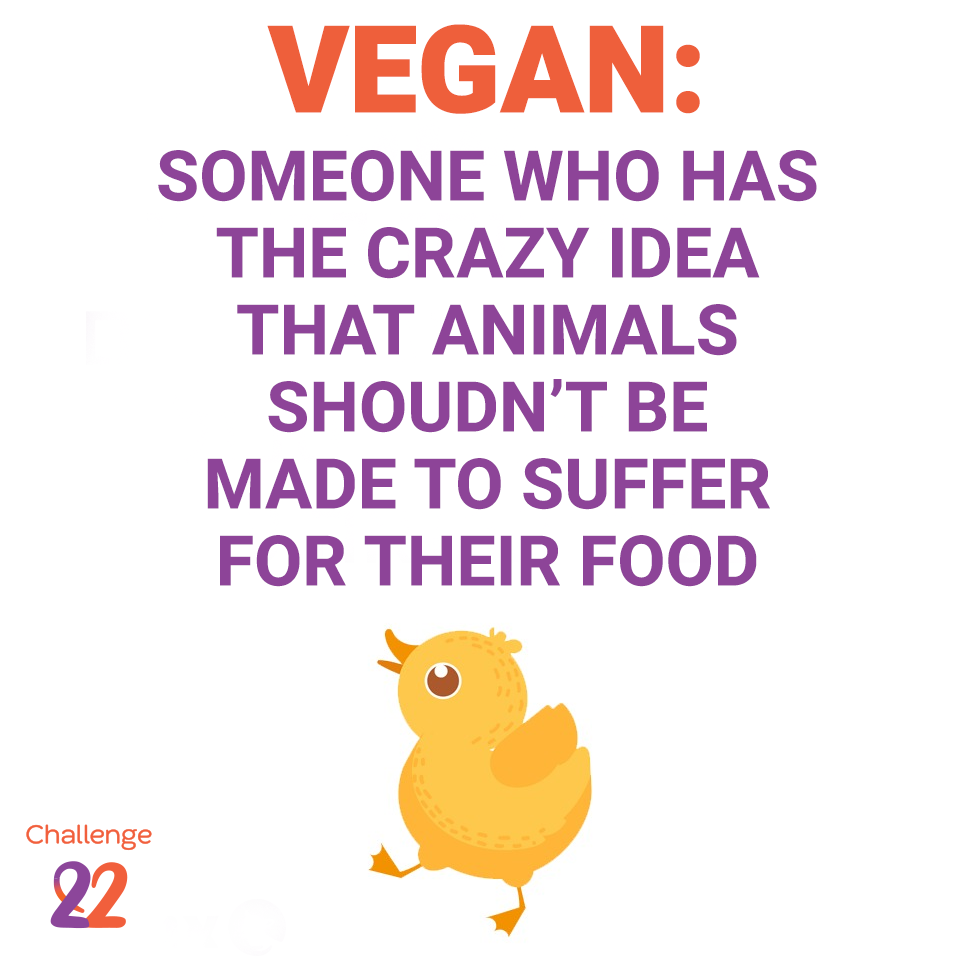 VEGAN:
SOMEONE WHO HAS
THE CRAZY IDEA
THAT ANIMALS
SHOUDN’T BE
MADE TO SUFFER
FOR THEIR FOOD
Challenge
22